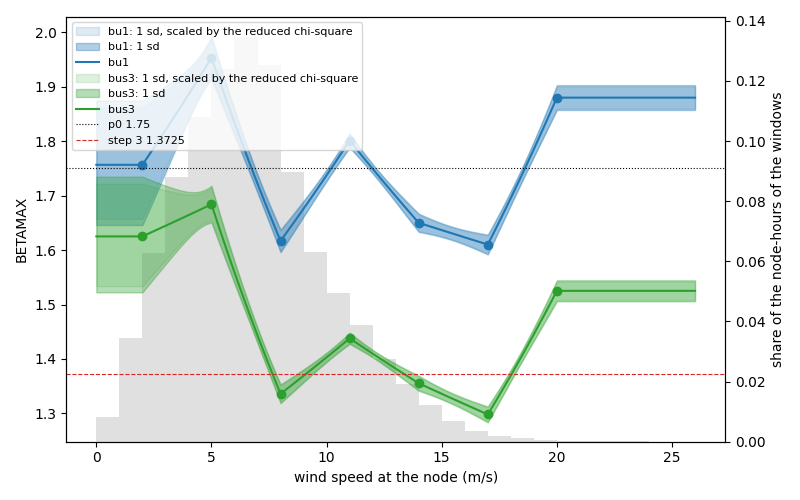 bu1: 1 sd, scaled by the reduced chi-square
bu1: 1 sd
bu1
bus3: 1 sd, scaled by the reduced chi-square
bus3: 1 sd
bus3
p0 1.75
step 3 1.3725
2.0
1.9
1.8
1.7
1.6
1.5
1.4
1.3
BETAMAX
0.14
0.12
0.10
0.08
0.06
0.04
0.02
0.00
share of the node-hours of the windows
0
5
10
15
20
25
wind speed at the node (m/s)